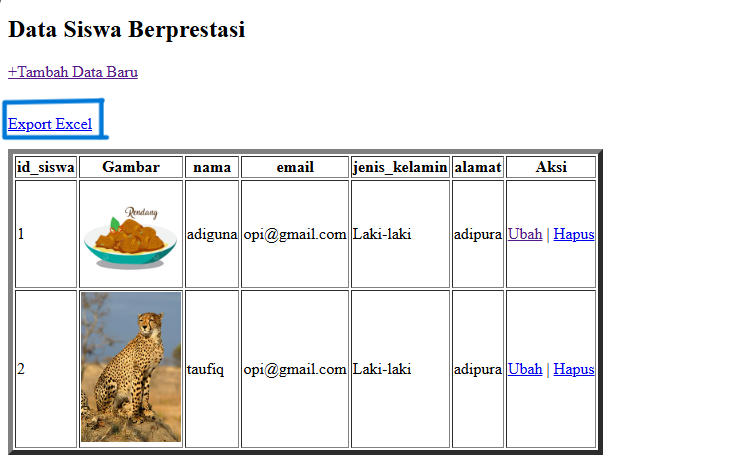 Data Siswa Berprestasi
+Tambah Data Baru
Export Excel
id_siswa Gambar nama email jenis_kelamin alamat Aksi
Rendang
1 adiguna opi@gmail.com Laki-laki adipura Ubah | Hapus
2 taufiq opi@gmail.com Laki-laki adipura Ubah | Hapus